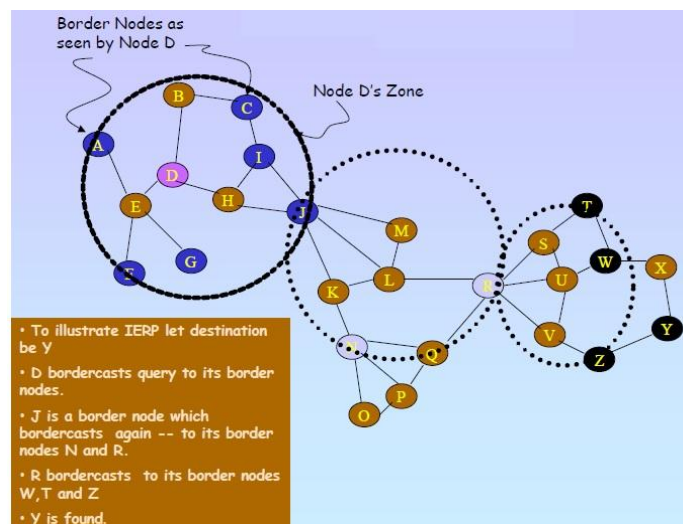 Border Nodes as
seen by Node D
Node D's Zone
B
C
A
I
D
E
H
J
G
F
M
T
S
W
X
K
L
R
U
V
Y
N
Q
Z
P
O
• To illustrate IERP let destination
be Y
• D bordercasts query to its border
nodes.
• J is a border node which
bordercasts again -- to its border
nodes N and R.
• R bordercasts to its border nodes
W,T and Z
• Y is found.